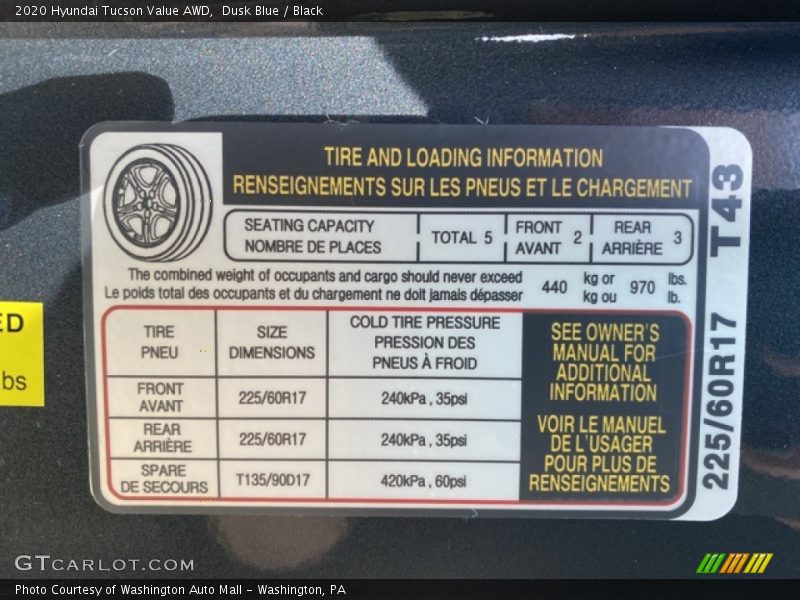 2020 Hyundai Tucson Value AWD, Dusk Blue / Black
TIRE AND LOADING INFORMATION
RENSEIGNEMENTS SUR LES PNEUS ET LE CHARGEMENT
SEATING CAPACITY
NOMBRE DE PLACES
TOTAL 5
FRONT
AVANT
2
REAR
ARRIÈRE
3
The combined weight of occupants and cargo should never exceed
Le poids total des occupants et du chargement ne doit jamais dépasser
440
kg or
kg ou
970
lbs.
lb.
TIRE
PNEU
SIZE
DIMENSIONS
COLD TIRE PRESSURE
PRESSION DES
PNEUS À FROID
FRONT
AVANT
225/60R17
240kPa , 35psi
REAR
ARRIÈRE
225/60R17
240kPa , 35psi
SPARE
DE SECOURS
T135/90D17
420kPa , 60psi
SEE OWNER'S
MANUAL FOR
ADDITIONAL
INFORMATION
VOIR LE MANUEL
DE L'USAGER
POUR PLUS DE
RENSEIGNEMENTS
225/60R17 T43
ED
bs
GTCARLOT.COM
Photo Courtesy of Washington Auto Mall - Washington, PA